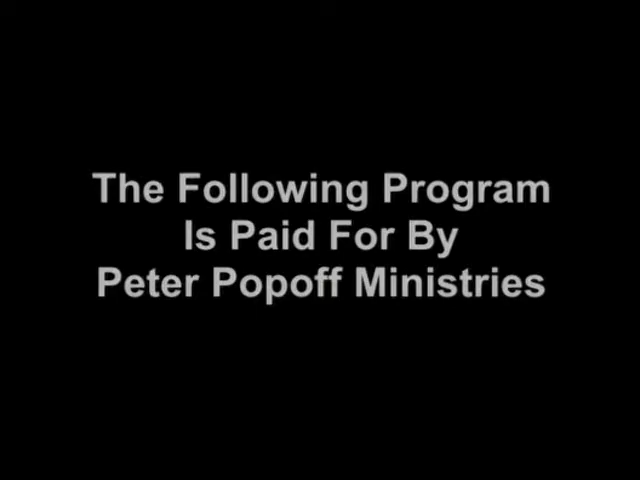 The Following Program
Is Paid For By
Peter Popoff Ministries